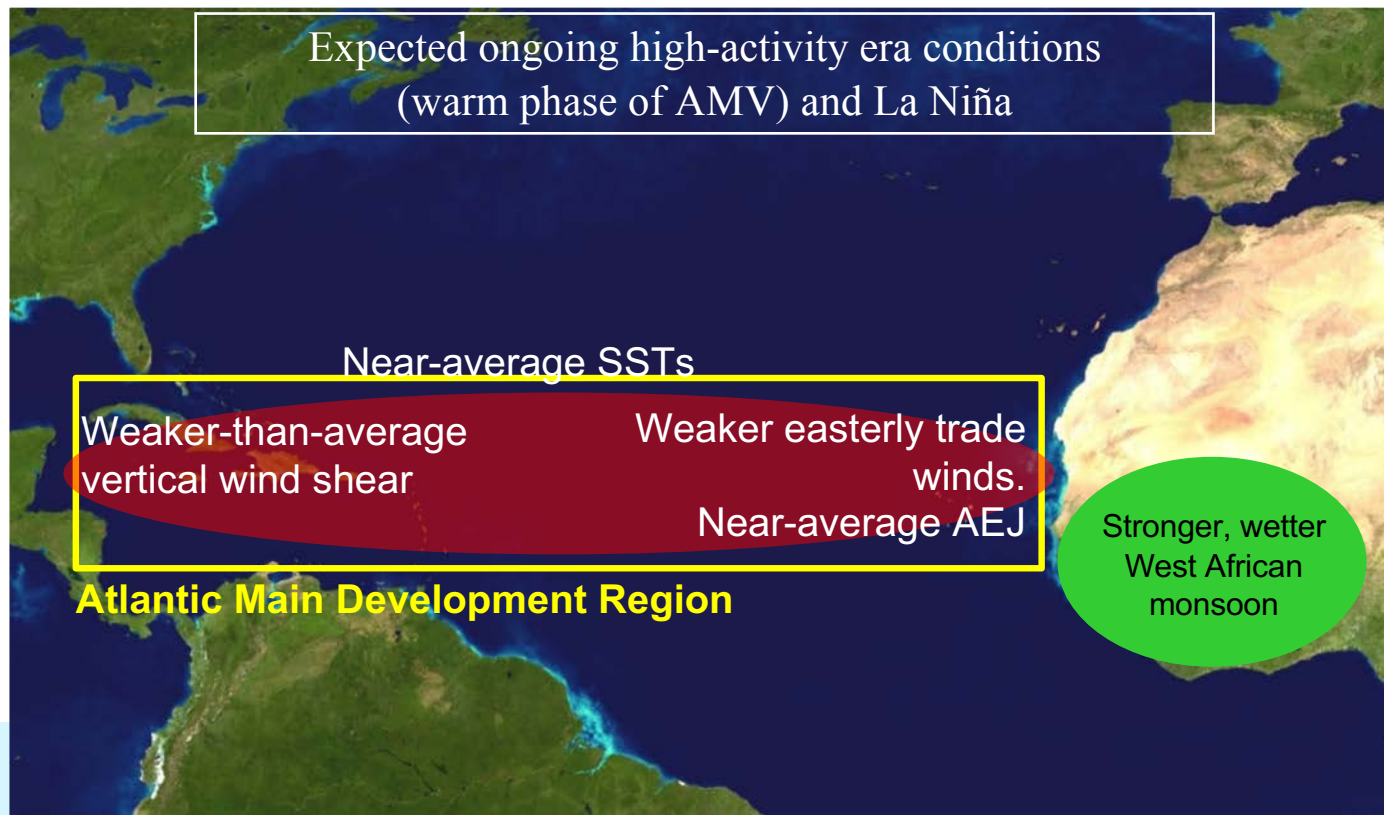 Expected ongoing high-activity era conditions
(warm phase of AMV) and La Niña
Near-average SSTs
Weaker-than-average
vertical wind shear
Weaker easterly trade
winds.
Near-average AEJ
Stronger, wetter
West African
monsoon
Atlantic Main Development Region